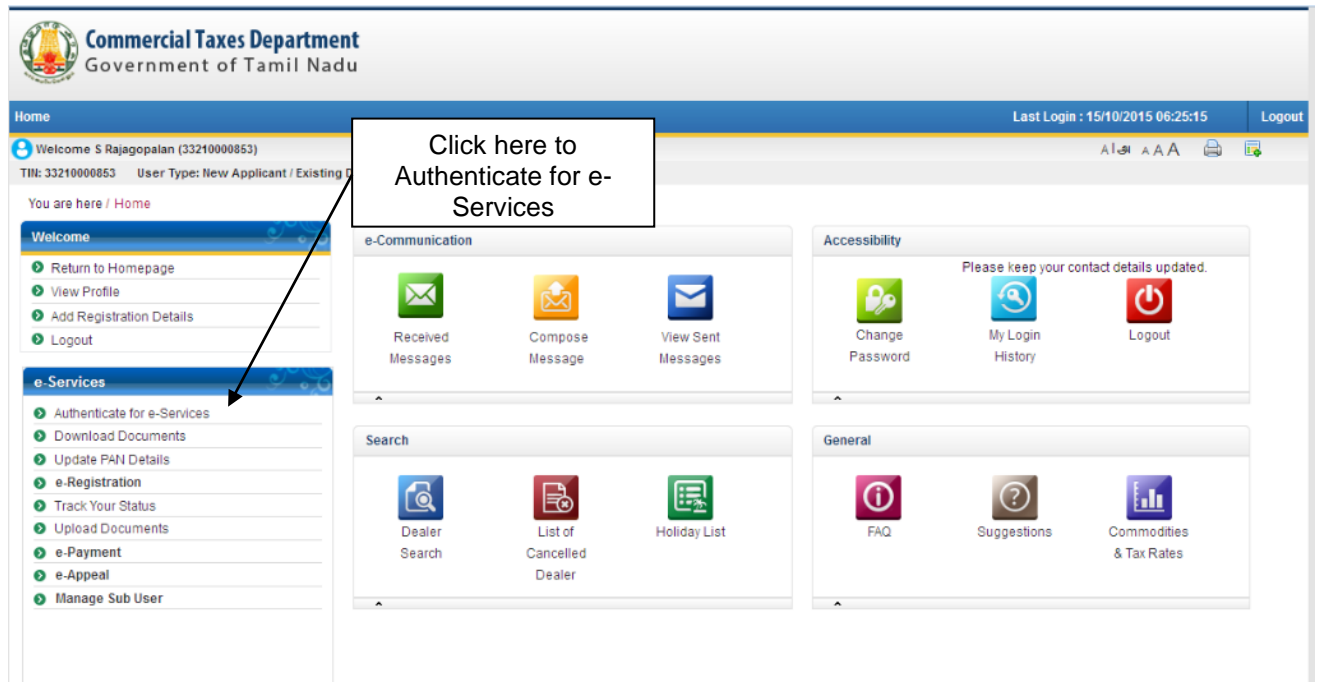 Commercial Taxes Department
Government of Tamil Nadu
Home
Last Login : 15/10/2015 06:25:15
Logout
Welcome S Rajagopalan (33210000853)
A | அ A A A
TIN: 33210000853 User Type: New Applicant / Existing
Click here to
Authenticate for e-
Services
You are here / Home
Welcome
Return to Homepage
View Profile
Add Registration Details
Logout
e-Services
Authenticate for e-Services
Download Documents
Update PAN Details
e-Registration
Track Your Status
Upload Documents
e-Payment
e-Appeal
Manage Sub User
e-Communication
Received
Messages
Compose
Message
View Sent
Messages
Accessibility
Please keep your contact details updated.
Change
Password
My Login
History
Logout
Search
Dealer
Search
List of
Cancelled
Dealer
Holiday List
General
FAQ
Suggestions
Commodities
& Tax Rates